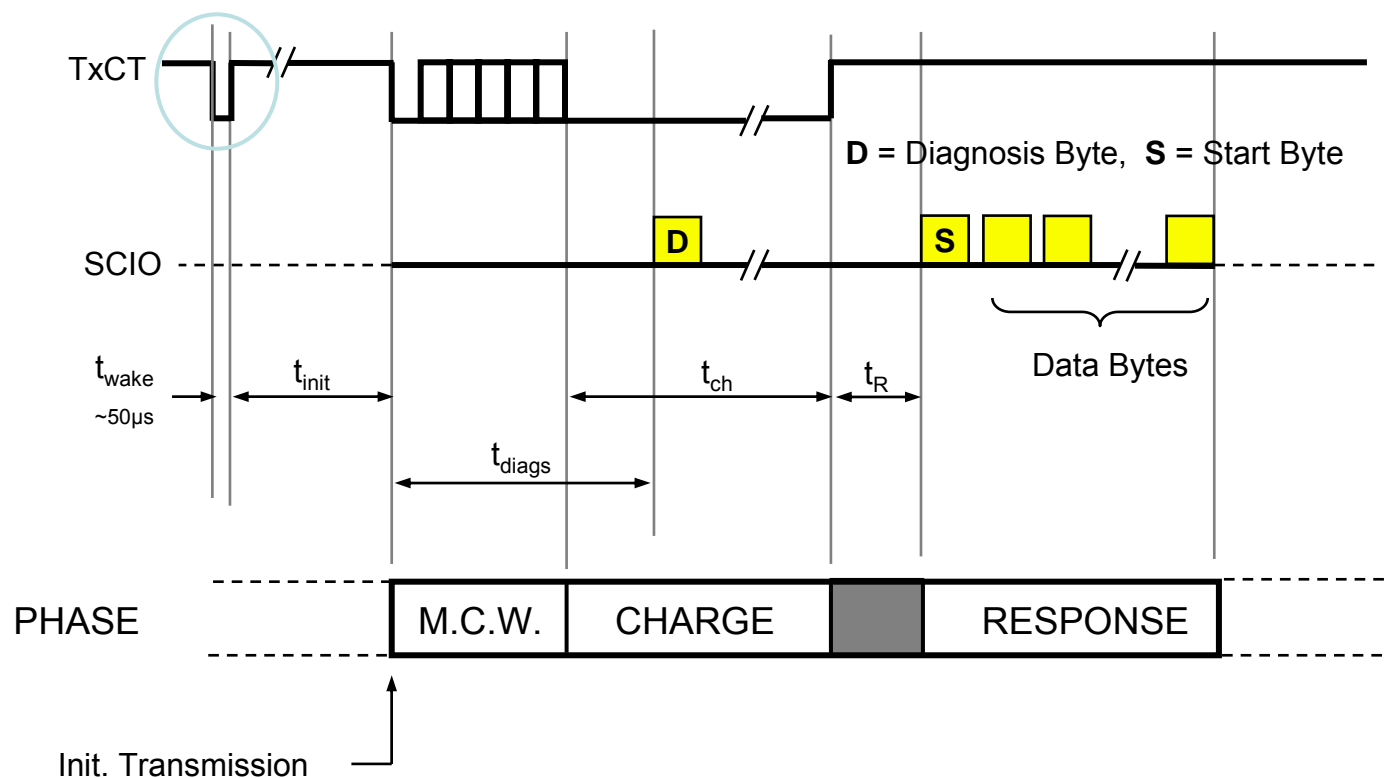 TxCT
D = Diagnosis Byte, S = Start Byte
D
S
SCIO
Data Bytes
twake
~50µs
tinit
tch
tR
tdiags
PHASE
M.C.W.
CHARGE
RESPONSE
Init. Transmission